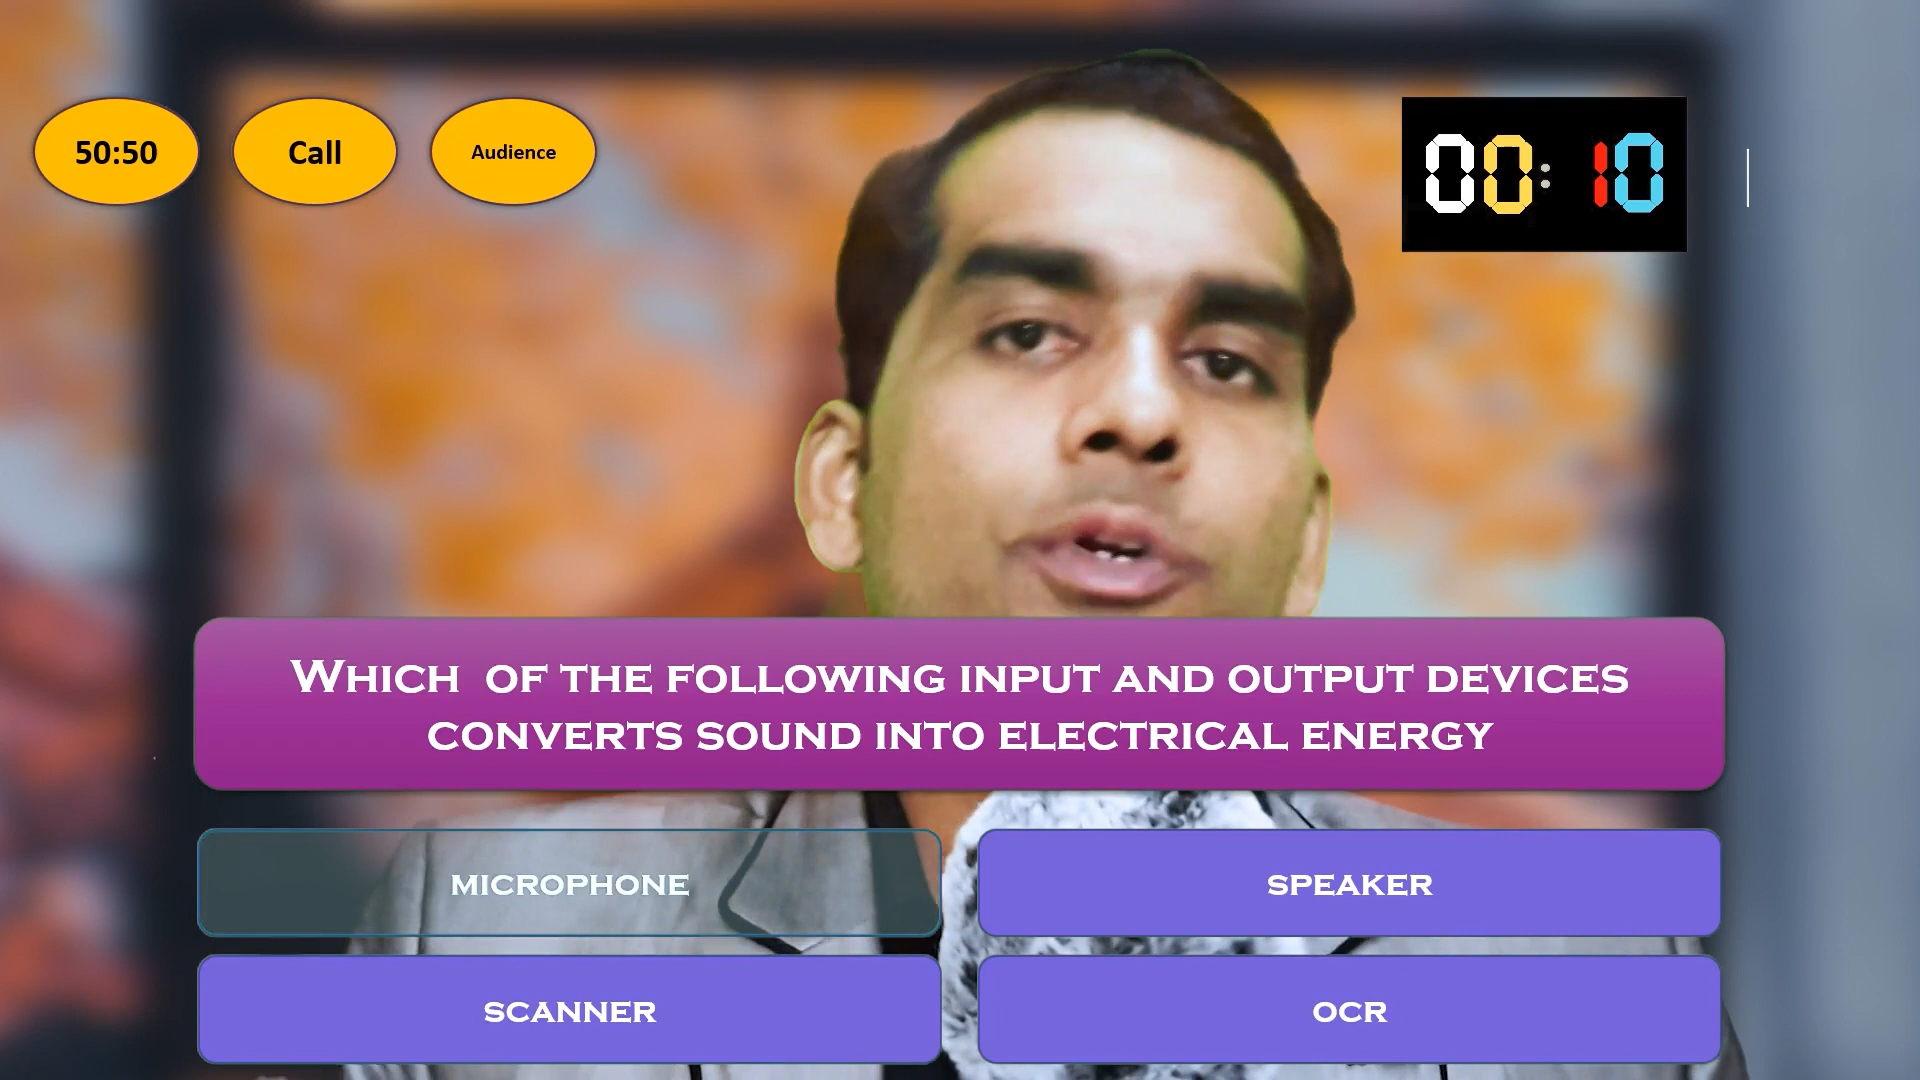 50:50
Call
Audience
00:10
WHICH OF THE FOLLOWING INPUT AND OUTPUT DEVICES
CONVERTS SOUND INTO ELECTRICAL ENERGY
MICROPHONE
SPEAKER
SCANNER
OCR